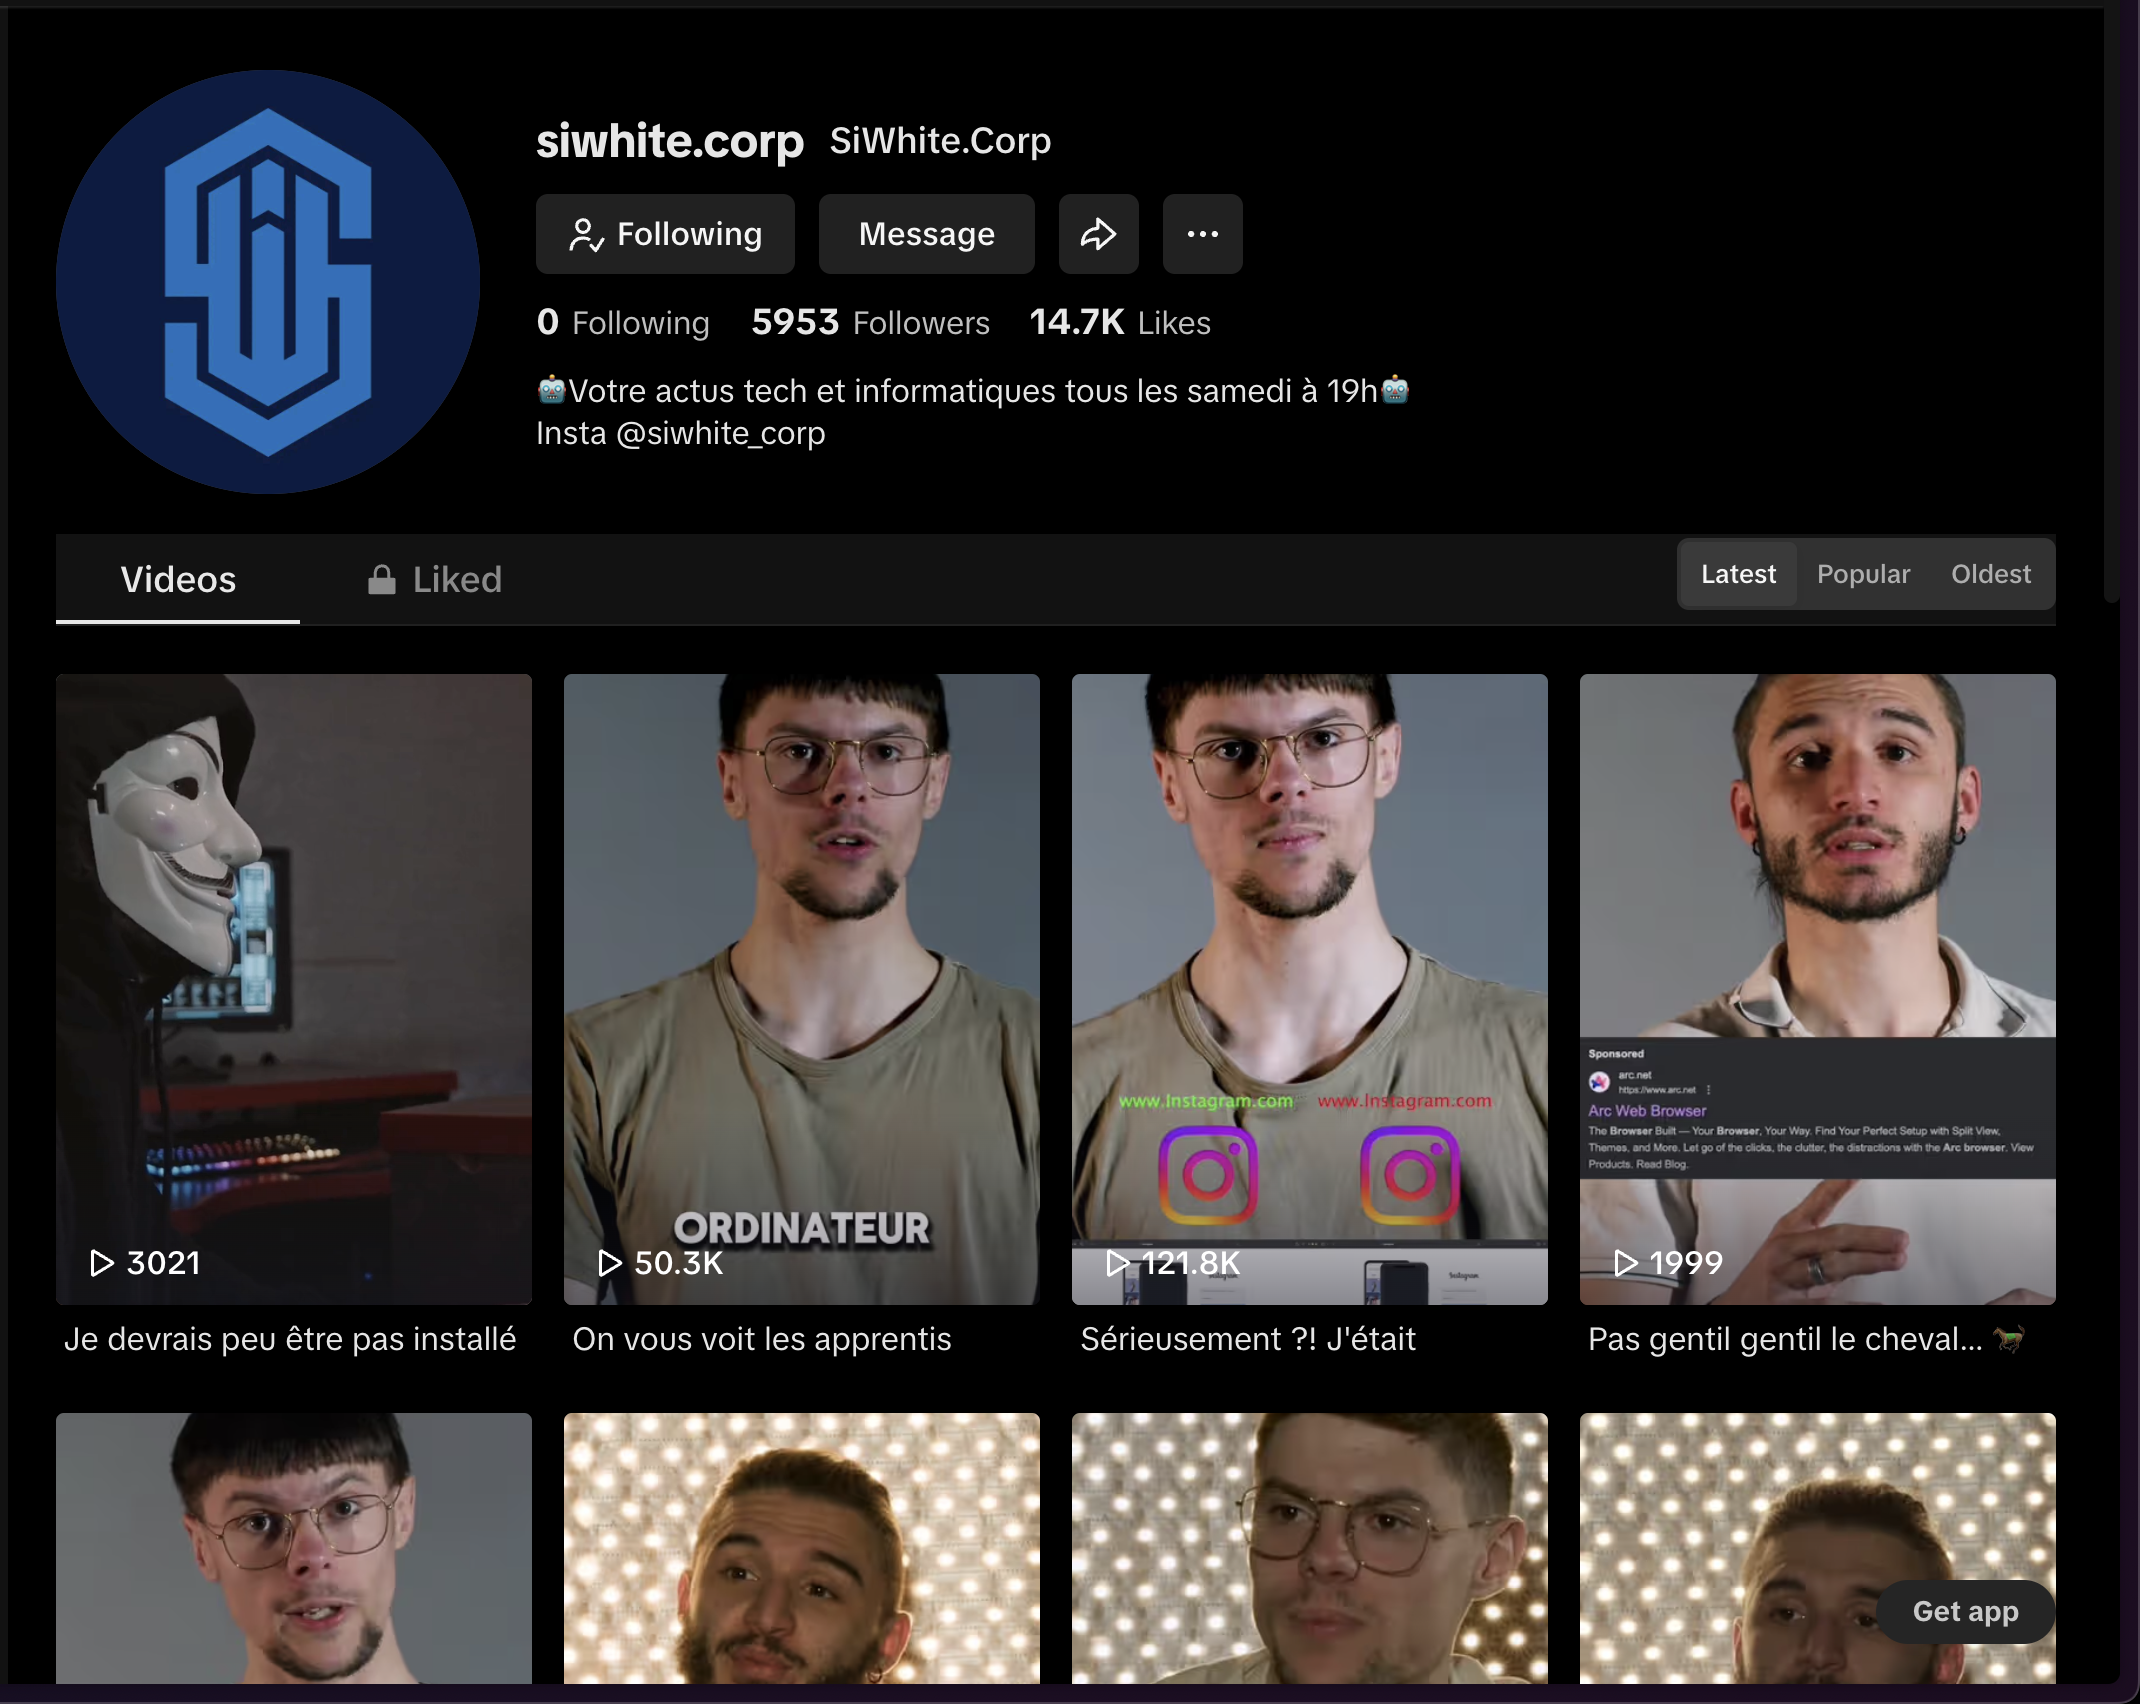 siwhite.corp SiWhite.Corp
Following Message
0 Following 5953 Followers 14.7K Likes
🤖Votre actus tech et informatiques tous les samedi à 19h🤖
Insta @siwhite_corp
Videos Liked
Latest Popular Oldest
www.Instagram.com www.Instagram.com
Sponsored
arc.net
https://www.arc.net
Arc Web Browser
The Browser Built — Your Browser, Your Way. Find Your Perfect Setup with Split View,
Themes, and More. Let go of the clicks, the clutter, the distractions with the Arc browser. View
Products. Read Blog.
ORDINATEUR
3021
50.3K
121.8K
Instagram Instagram
1999
Je devrais peu être pas installé
On vous voit les apprentis
Sérieusement ?! J'était
Pas gentil gentil le cheval... 🐎
Get app